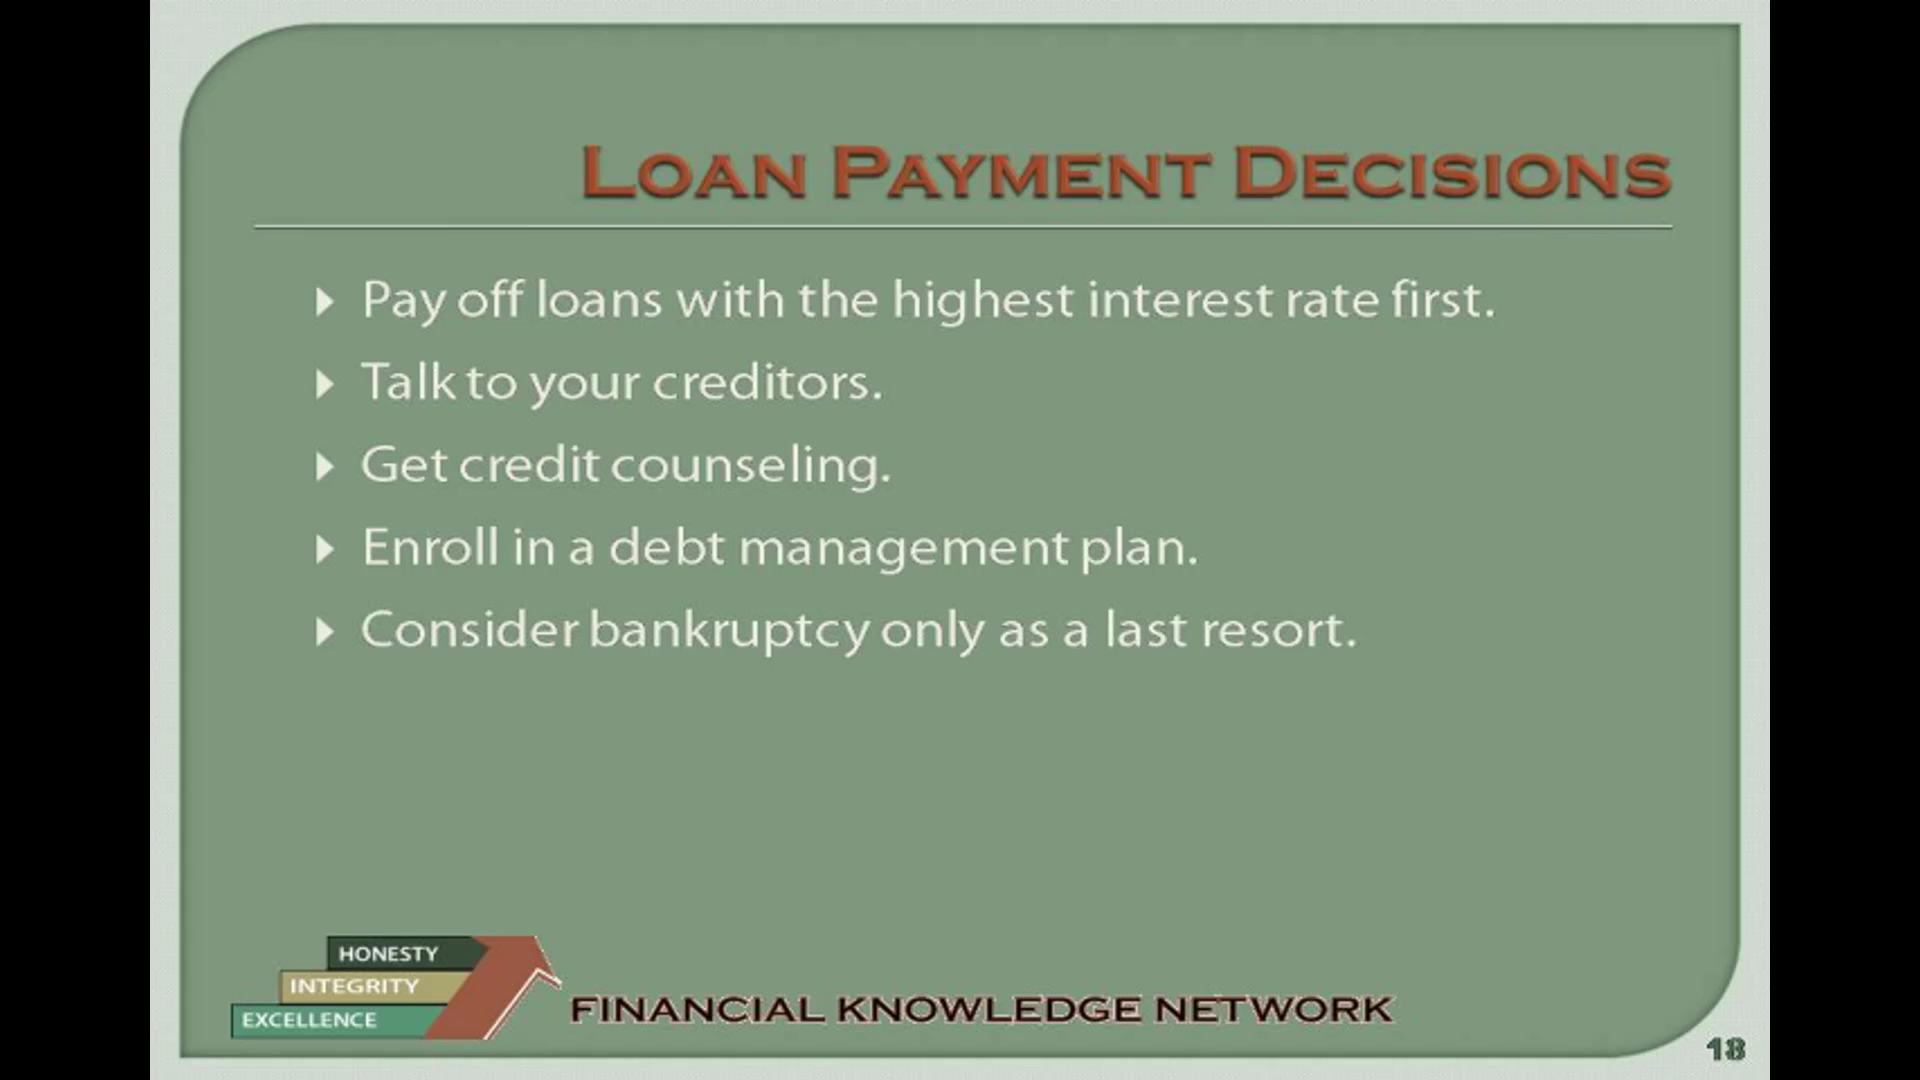 LOAN PAYMENT DECISIONS
Pay off loans with the highest interest rate first.
Talk to your creditors.
Get credit counseling.
Enroll in a debt management plan.
Consider bankruptcy only as a last resort.
HONESTY
INTEGRITY
EXCELLENCE
FINANCIAL KNOWLEDGE NETWORK
18